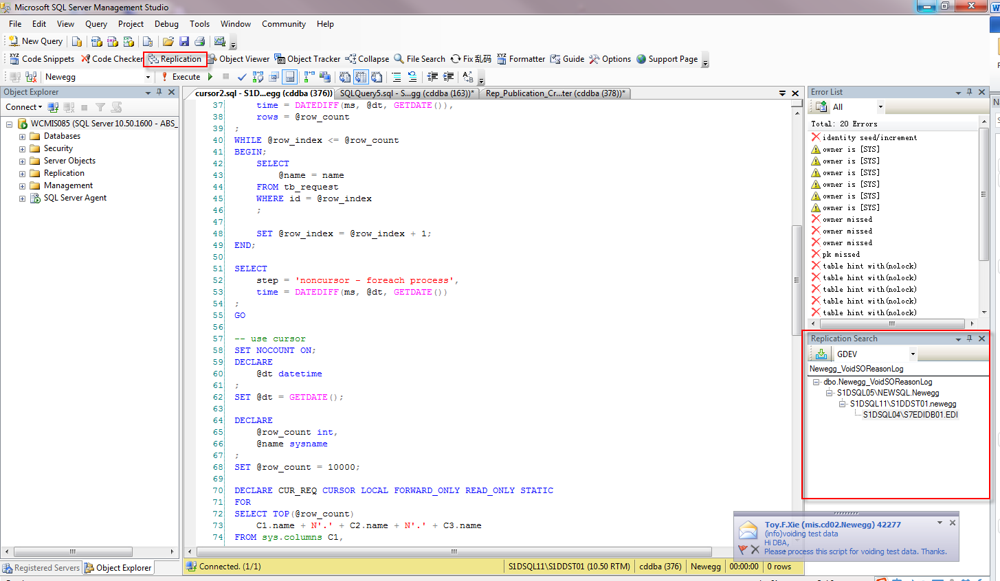 Microsoft SQL Server Management Studio
File Edit View Query Project Debug Tools Window Community Help
New Query
Code Snippets Code Checker Replication Object Viewer Object Tracker Collapse File Search Fix 乱码 Formatter Guide Options Support Page
Newegg Execute
Object Explorer
Connect
WCMIS085 (SQL Server 10.50.1600 - ABS_
Databases
Security
Server Objects
Replication
Management
SQL Server Agent
Registered Servers Object Explorer
cursor2.sql - S1D...egg (cddba (376)) SQLQuery5.sql - S...gg (cddba (163))* Rep_Publication_Cr...ter (cddba (378))*
37 time = DATEDIFF(ms, @dt, GETDATE()),
38 rows = @row_count
39 ;
40 WHILE @row_index <= @row_count
41 BEGIN;
42 SELECT
43 @name = name
44 FROM tb_request
45 WHERE id = @row_index
46 ;
47
48 SET @row_index = @row_index + 1;
49 END;
50
51 SELECT
52 step = 'noncursor - foreach process',
53 time = DATEDIFF(ms, @dt, GETDATE())
54 ;
55 GO
56
57 -- use cursor
58 SET NOCOUNT ON;
59 DECLARE
60 @dt datetime
61 ;
62 SET @dt = GETDATE();
63
64 DECLARE
65 @row_count int,
66 @name sysname
67 ;
68 SET @row_count = 10000;
69
70 DECLARE CUR_REQ CURSOR LOCAL FORWARD_ONLY READ_ONLY STATIC
71 FOR
72 SELECT TOP(@row_count)
73 C1.name + N'.' + C2.name + N'.' + C3.name
74 FROM sys.columns C1,
Connected. (1/1) S1DSQL11\S1DDST01 (10.50 RTM) cddba (376) Newegg 00:00:00 0 rows
Error List
All
Total: 20 Errors
identity seed/increment
owner is [SYS]
owner is [SYS]
owner is [SYS]
owner is [SYS]
owner is [SYS]
owner is [SYS]
owner missed
owner missed
owner missed
pk missed
table hint with(nolock)
table hint with(nolock)
table hint with(nolock)
table hint with(nolock)
table hint with(nolock)
Replication Search
GDEV
Newegg_VoidSOReasonLog
dbo.Newegg_VoidSOReasonLog
S1DSQL05\NEWSQL.Newegg
S1DSQL11\S1DDST01.newegg
S1DSQL04\S7EDIDB01.EDI
Toy.F.Xie (mis.cd02.Newegg) 42277
(info)voiding test data
Hi DBA,
Please process this script for voiding test data. Thanks.